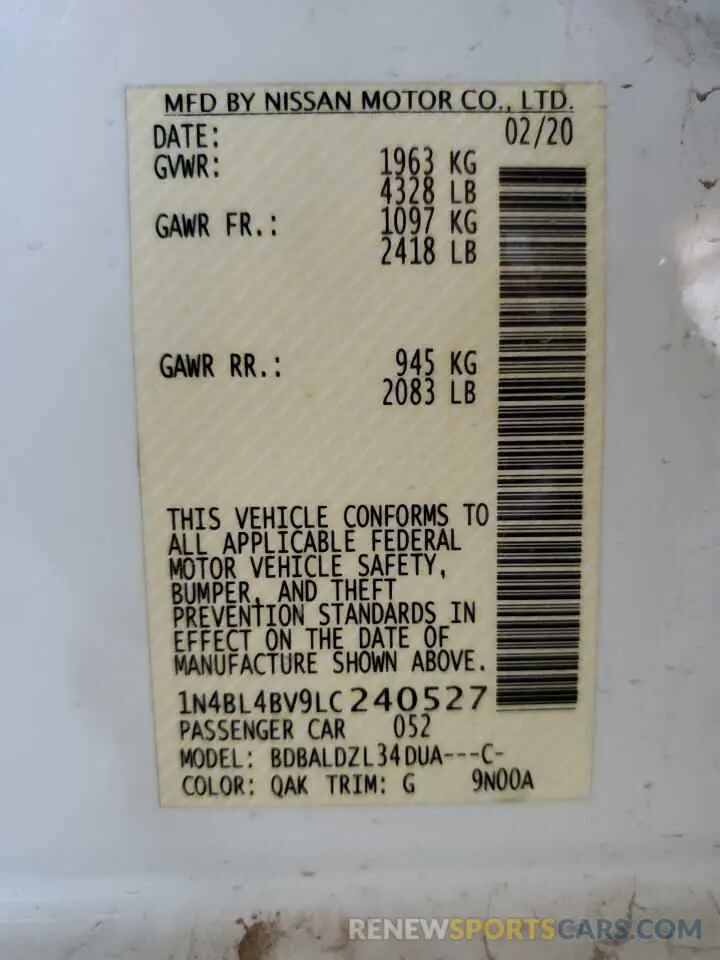 MFD BY NISSAN MOTOR CO., LTD.
DATE: 02/20
GVWR: 1963 KG
4328 LB
GAWR FR.: 1097 KG
2418 LB
GAWR RR.: 945 KG
2083 LB
THIS VEHICLE CONFORMS TO
ALL APPLICABLE FEDERAL
MOTOR VEHICLE SAFETY,
BUMPER, AND THEFT
PREVENTION STANDARDS IN
EFFECT ON THE DATE OF
MANUFACTURE SHOWN ABOVE.
1N4BL4BV9LC240527
PASSENGER CAR 052
MODEL: BDBALDZL34DUA---C-
COLOR: QAK TRIM: G 9N00A
RENEWSPORTSCARS.COM